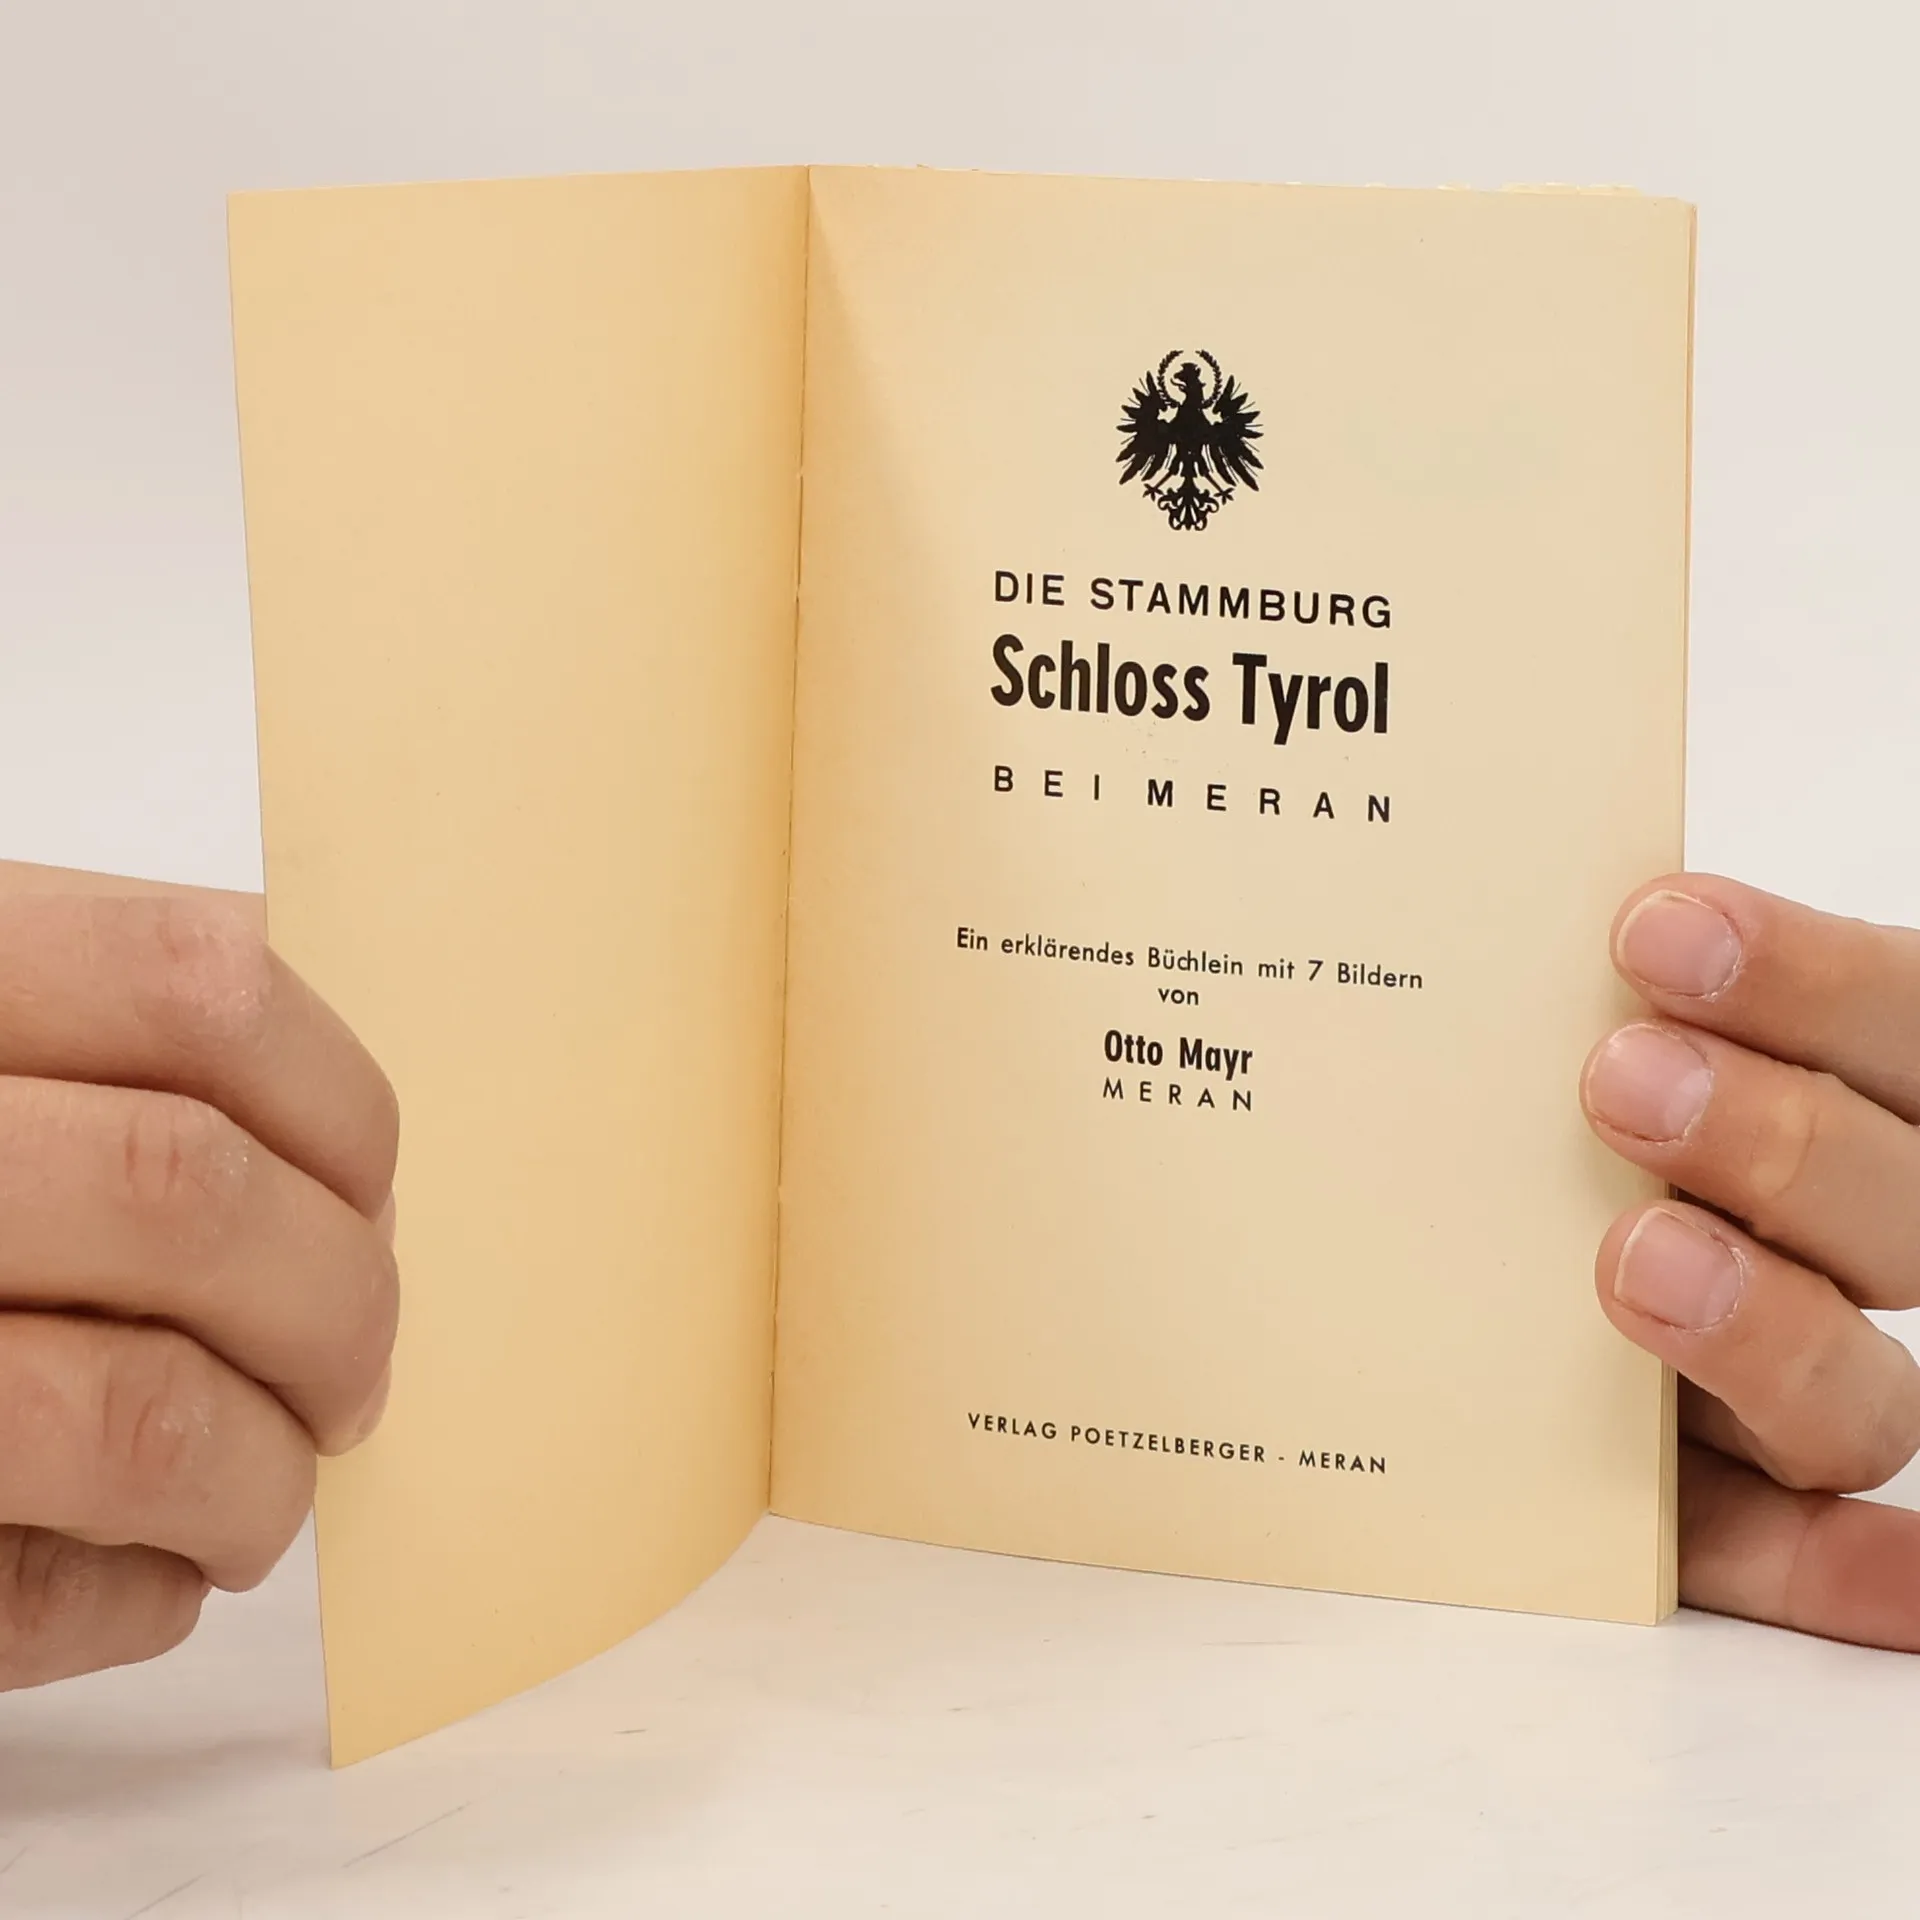 DIE STAMMBURG
Schloss Tyrol
BEI MERAN
Ein erklärendes Büchlein mit 7 Bildern
von
Otto Mayr
MERAN
VERLAG POETZELBERGER - MERAN